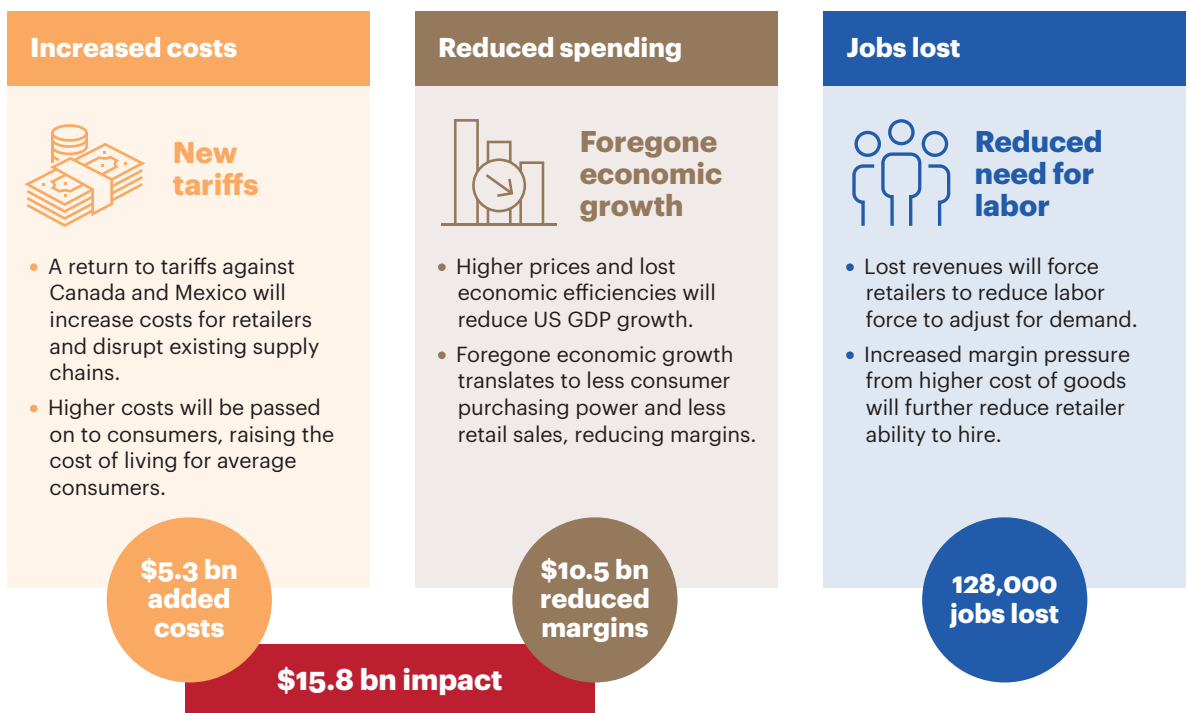 Increased costs
New
tariffs
• A return to tariffs against
Canada and Mexico will
increase costs for retailers
and disrupt existing supply
chains.
• Higher costs will be passed
on to consumers, raising the
cost of living for average
consumers.
$5.3 bn
added
costs
Reduced spending
Foregone
economic
growth
• Higher prices and lost
economic efficiencies will
reduce US GDP growth.
• Foregone economic growth
translates to less consumer
purchasing power and less
retail sales, reducing margins.
$10.5 bn
reduced
margins
$15.8 bn impact
Jobs lost
Reduced
need for
labor
• Lost revenues will force
retailers to reduce labor
force to adjust for demand.
• Increased margin pressure
from higher cost of goods
will further reduce retailer
ability to hire.
128,000
jobs lost